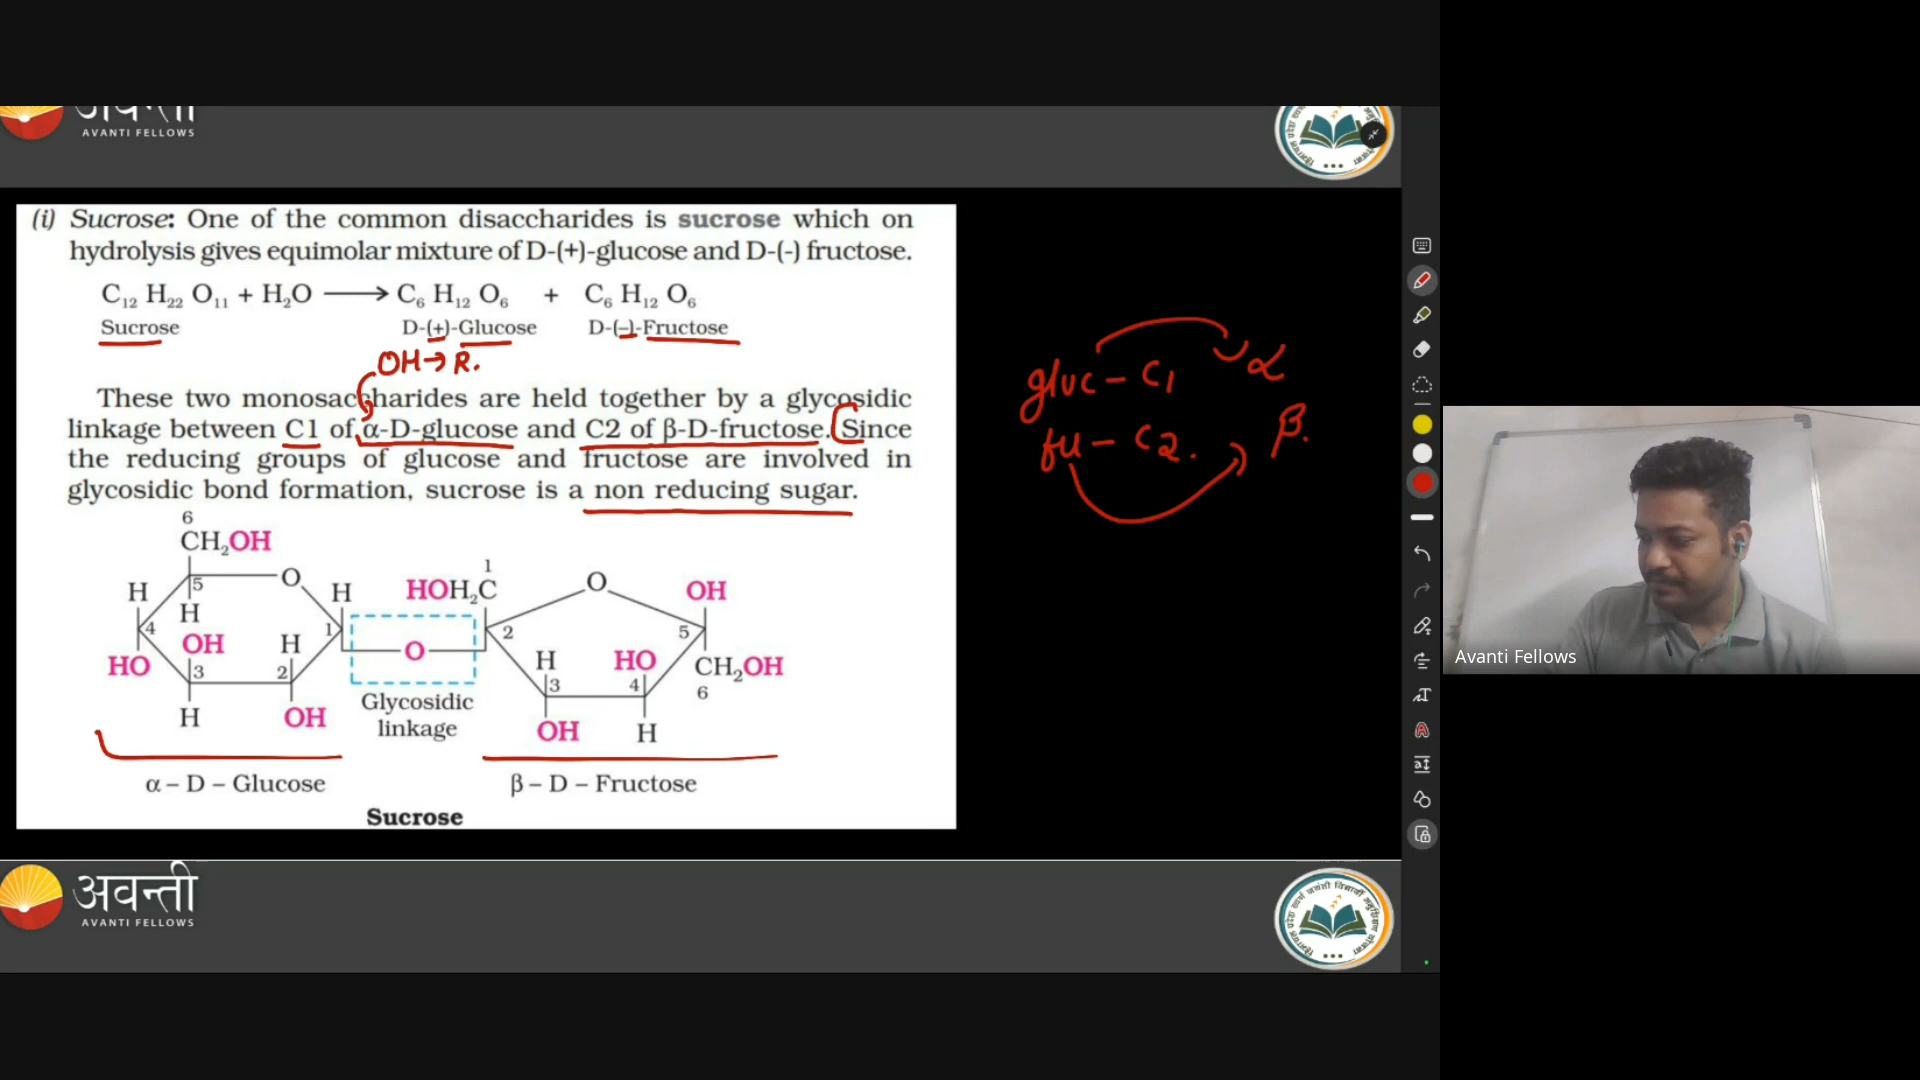 अवन्ती
AVANTI FELLOWS
(i) Sucrose: One of the common disaccharides is sucrose which on
hydrolysis gives equimolar mixture of D-(+)-glucose and D-(-) fructose.
C₁₂ H₂₂ O₁₁ + H₂O ⟶ C₆ H₁₂ O₆ + C₆ H₁₂ O₆
Sucrose D-(+)-Glucose D-(–)-Fructose
OH→R.
These two monosaccharides are held together by a glycosidic
linkage between C1 of α-D-glucose and C2 of β-D-fructose. Since
the reducing groups of glucose and fructose are involved in
glycosidic bond formation, sucrose is a non reducing sugar.
gluc – C1 α
fu – C2. β.
6
CH₂OH
1
5 O H HOH₂C O OH
H
H
4 1 2 5
OH H H HO
HO O CH₂OH
3 2 3 4 6
H OH Glycosidic
linkage OH H
α – D – Glucose β – D – Fructose
Sucrose
Avanti Fellows
अवन्ती
AVANTI FELLOWS